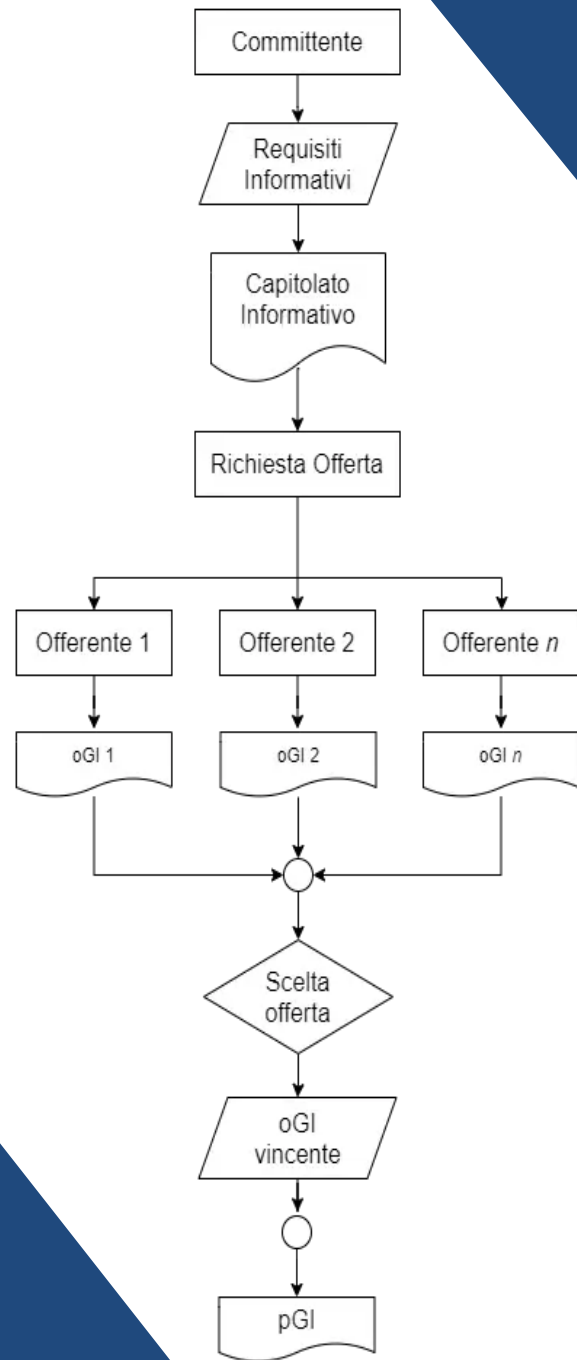 Committente
Requisiti
Informativi
Capitolato
Informativo
Richiesta Offerta
Offerente 1
Offerente 2
Offerente n
oGI 1
oGI 2
oGI n
Scelta
offerta
oGI
vincente
pGI